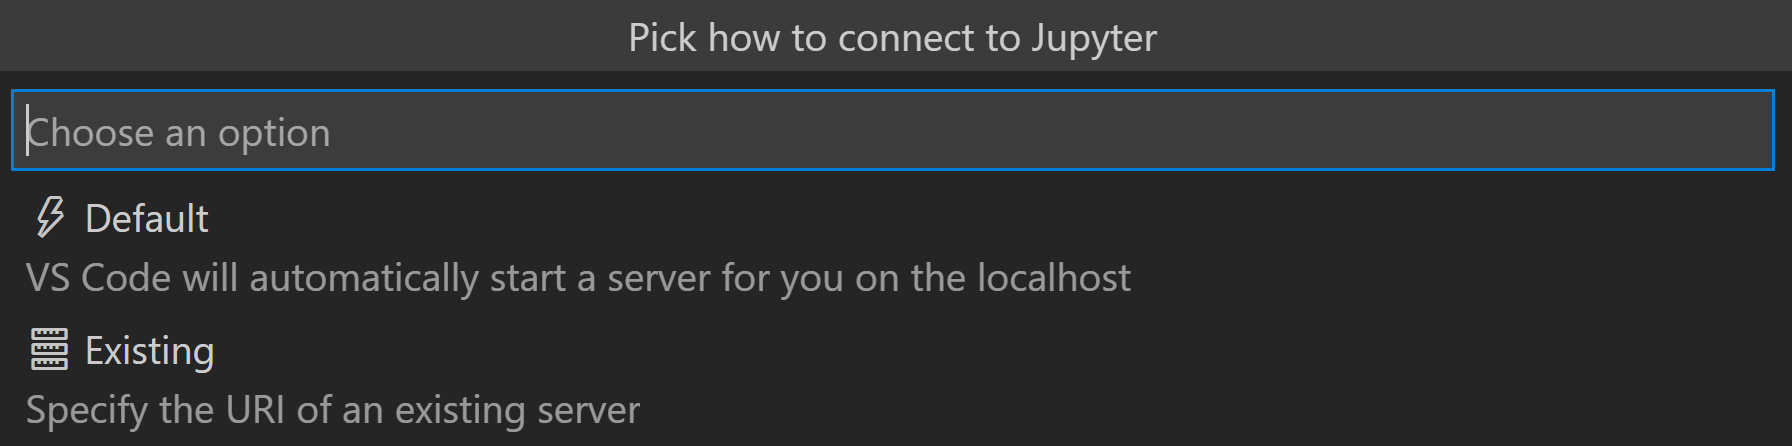 Pick how to connect to Jupyter
Choose an option
Default
VS Code will automatically start a server for you on the localhost
Existing
Specify the URI of an existing server